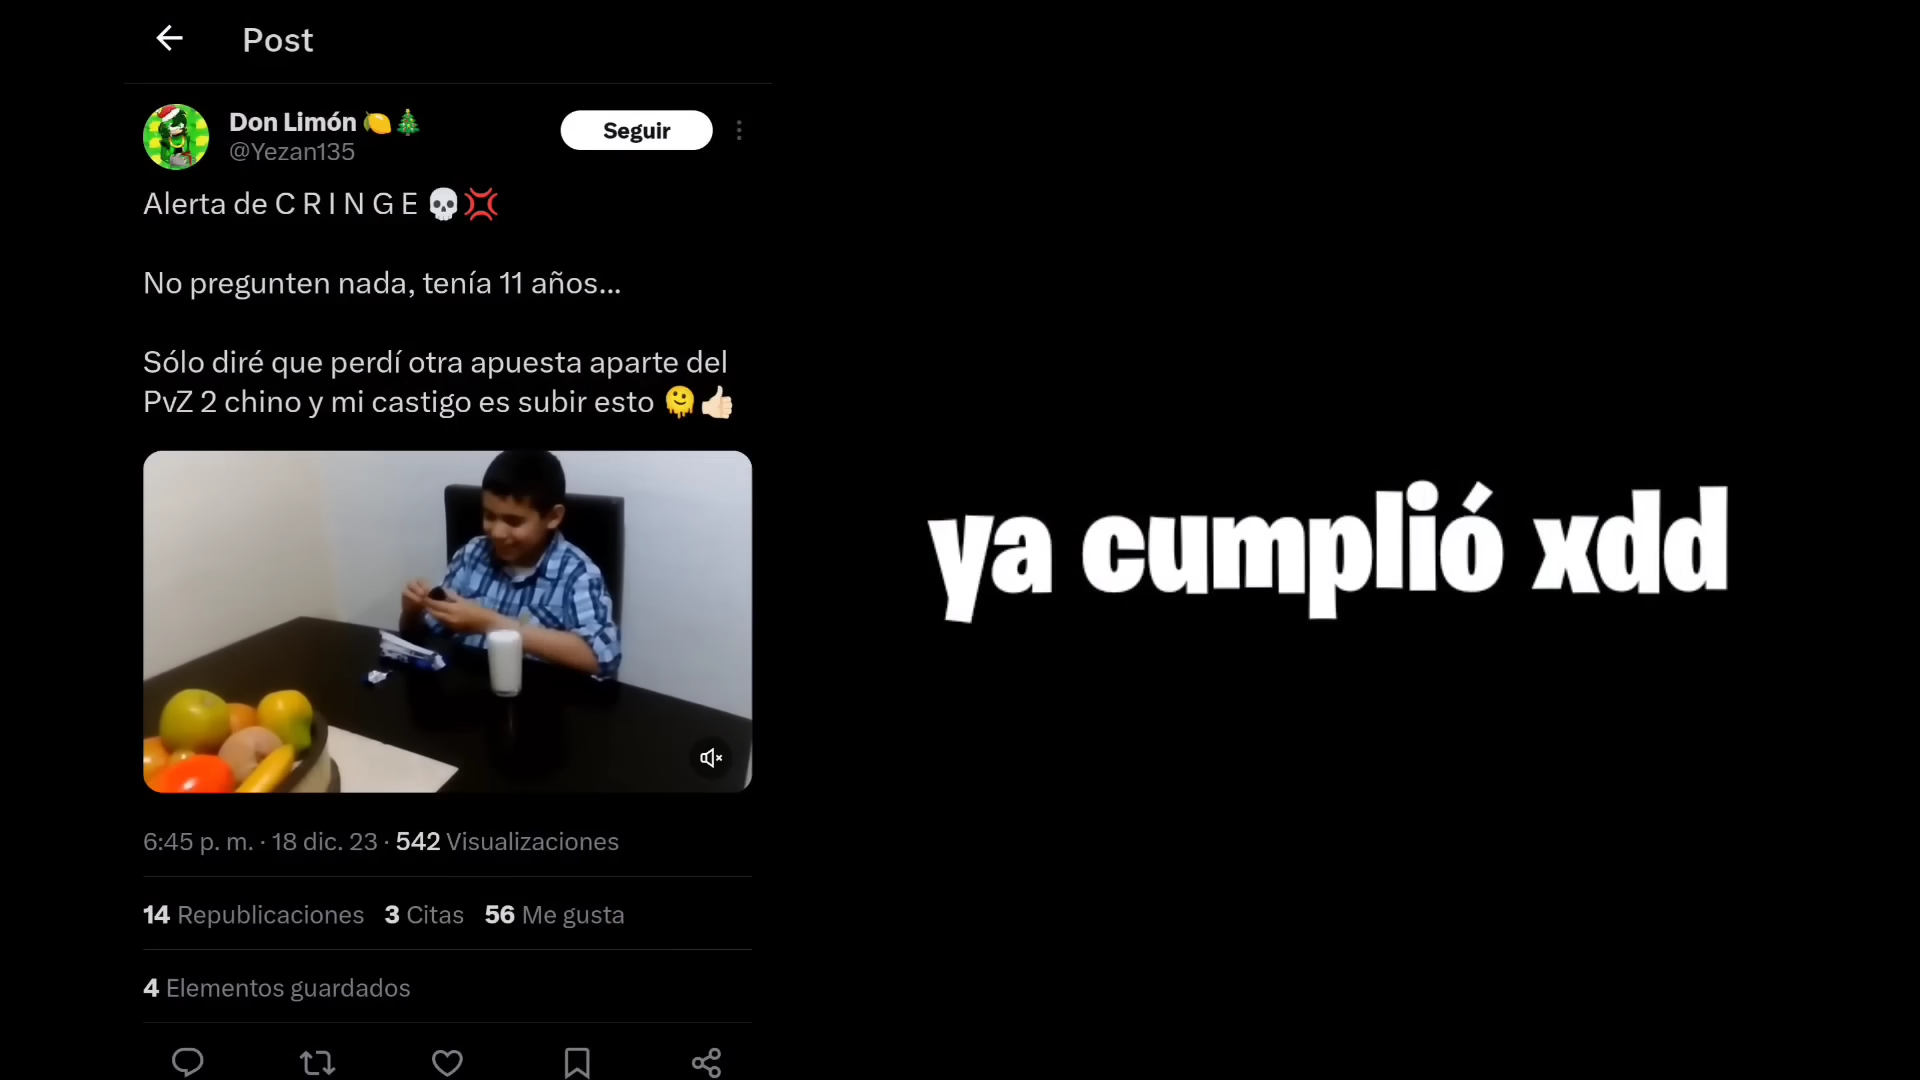 Post
Don Limón 🍋🎄
Seguir
@Yezan135
Alerta de C R I N G E 💀💢
No pregunten nada, tenía 11 años...
Sólo diré que perdí otra apuesta aparte del
PvZ 2 chino y mi castigo es subir esto 🫠👍🏻
ya cumplió xdd
6:45 p. m. · 18 dic. 23 · 542 Visualizaciones
14 Republicaciones 3 Citas 56 Me gusta
4 Elementos guardados